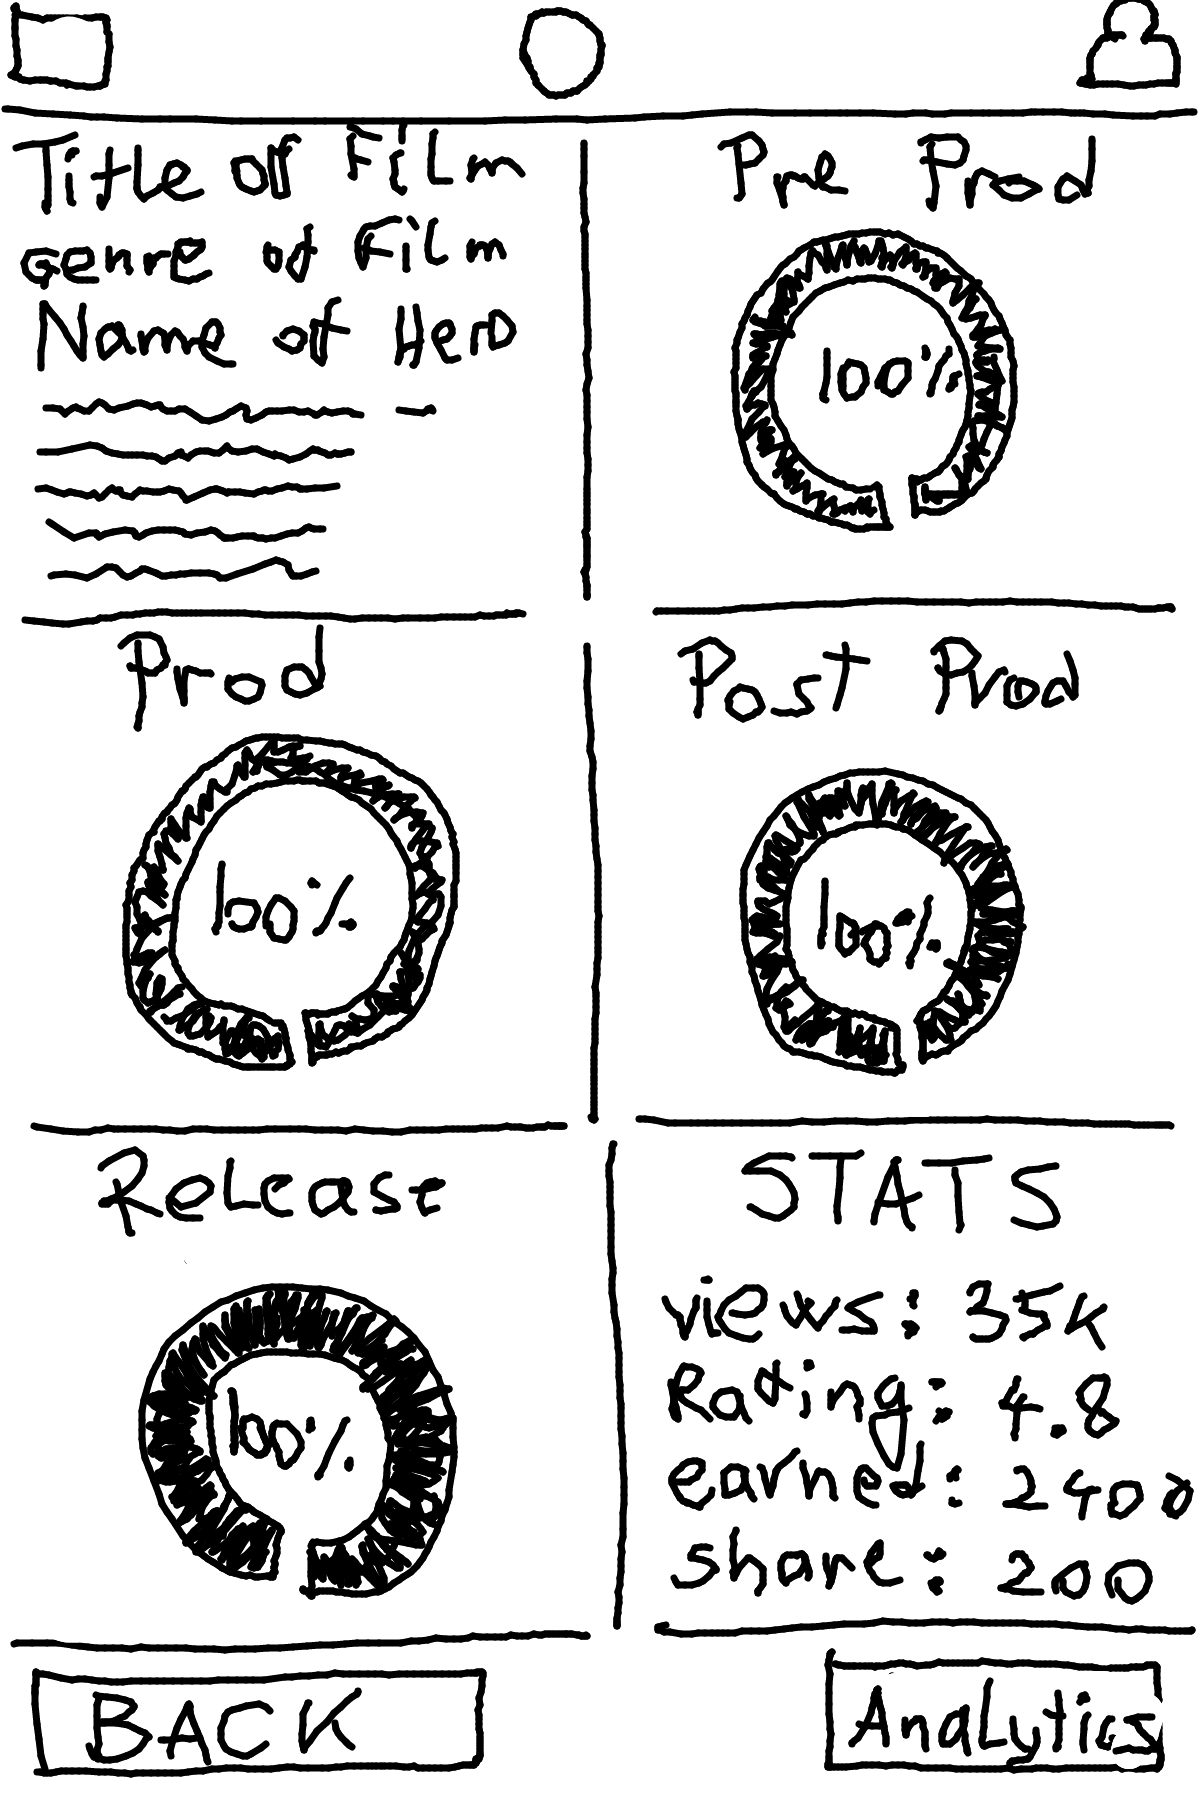 Title of Film
genre of Film
Name of Hero
Pre Prod
100%
Prod
100%
Post Prod
100%
Release
100%
STATS
views: 35K
Rating: 4.8
earned: 2400
share: 200
BACK
Analytics